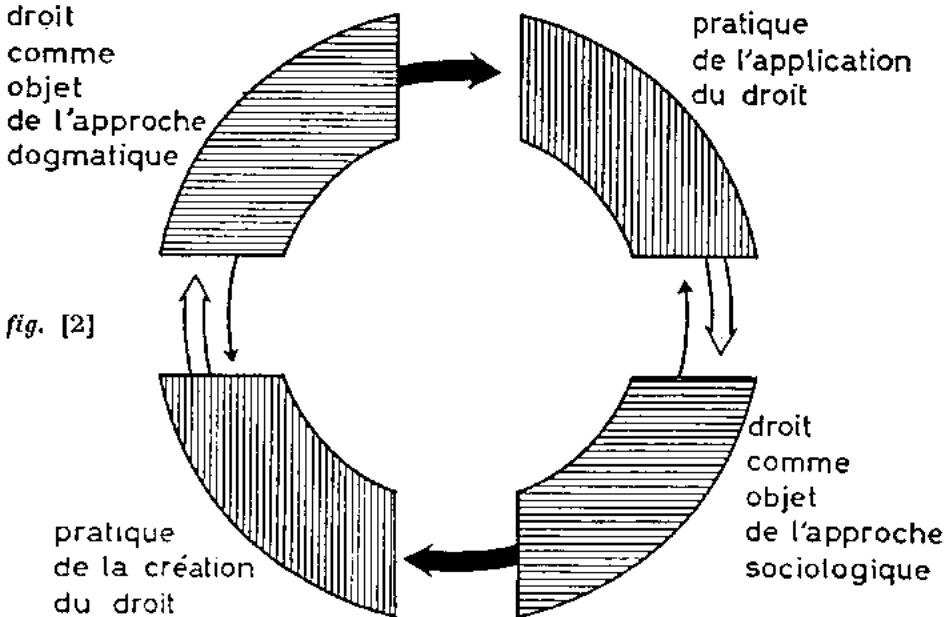 droit
comme
objet
de l'approche
dogmatique
pratique
de l'application
du droit
fig. [2]
pratique
de la création
du droit
droit
comme
objet
de l'approche
sociologique